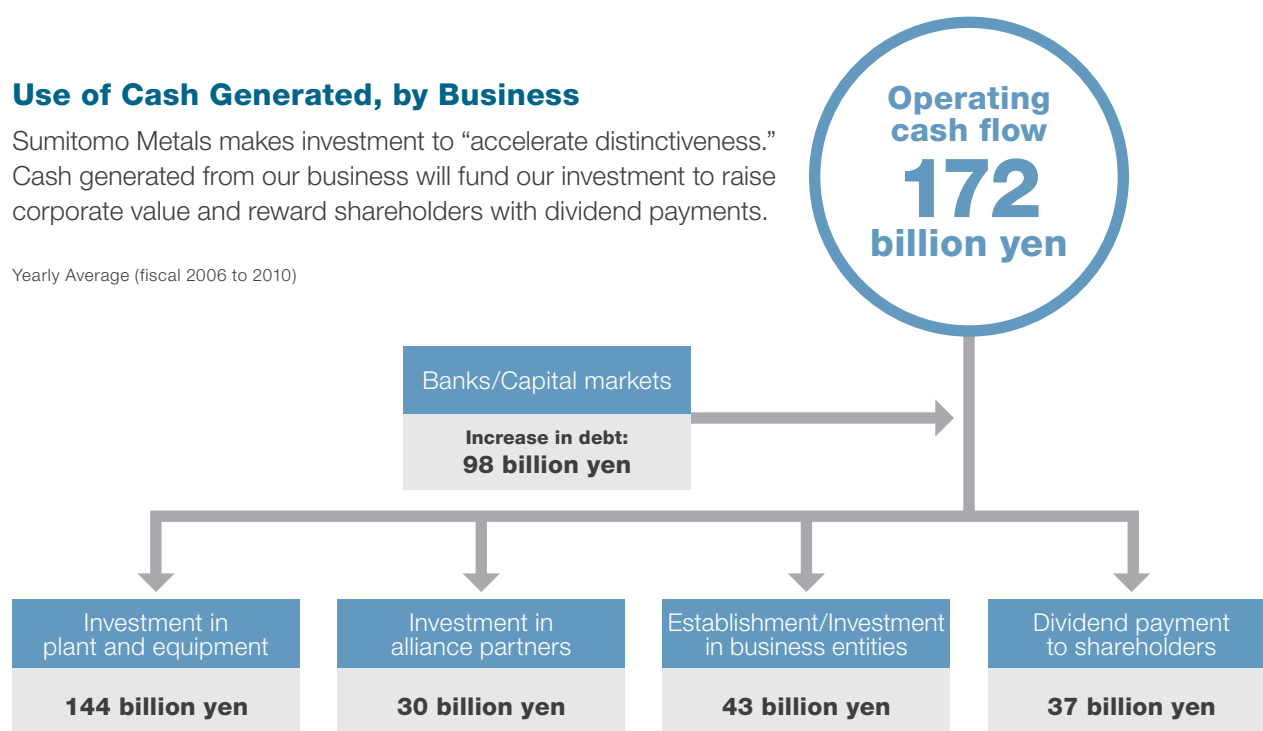 Use of Cash Generated, by Business
Sumitomo Metals makes investment to “accelerate distinctiveness.”
Cash generated from our business will fund our investment to raise
corporate value and reward shareholders with dividend payments.
Yearly Average (fiscal 2006 to 2010)
Operating
cash flow
172
billion yen
Banks/Capital markets
Increase in debt:
98 billion yen
Investment in
plant and equipment
144 billion yen
Investment in
alliance partners
30 billion yen
Establishment/Investment
in business entities
43 billion yen
Dividend payment
to shareholders
37 billion yen